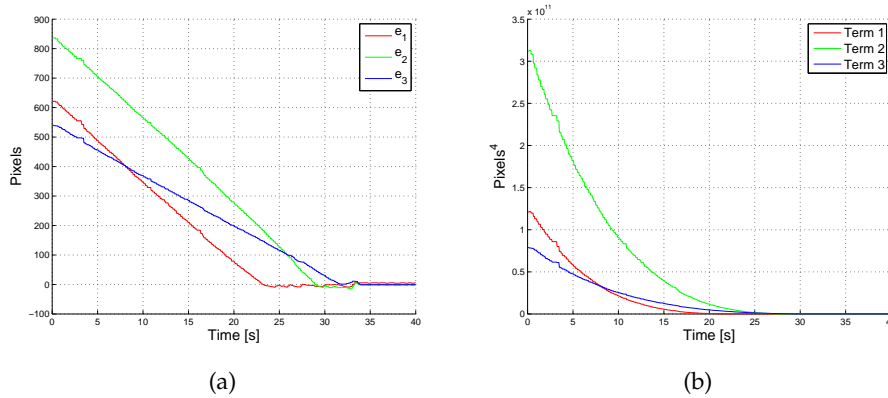 900
800
700
600
500
400
300
200
100
0
−100
Pixels
0 5 10 15 20 25 30 35 40
Time [s]
e1
e2
e3
(a)
x 10^11
3.5
3
2.5
2
1.5
1
0.5
0
Pixels^4
0 5 10 15 20 25 30 35 40
Time [s]
Term 1
Term 2
Term 3
(b)